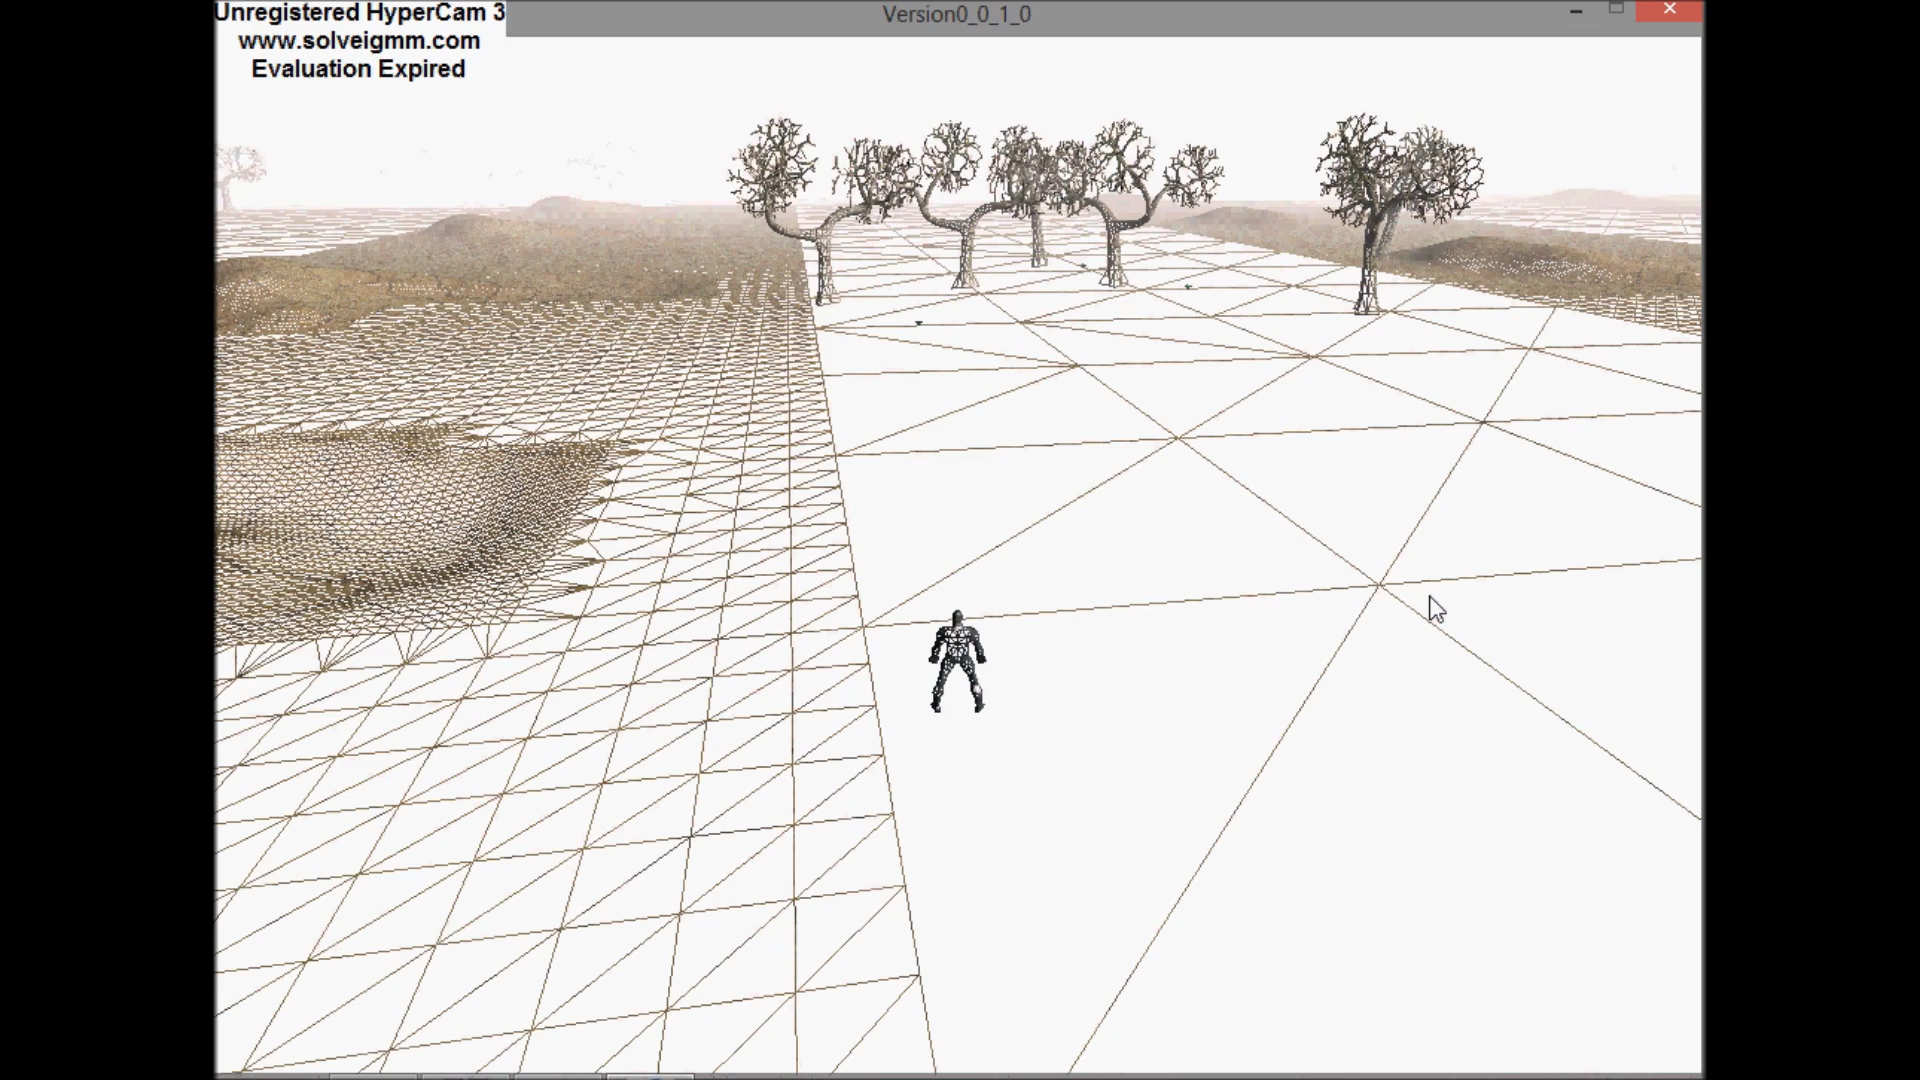 Unregistered HyperCam 3
www.solveigmm.com
Evaluation Expired
Version0_0_1_0